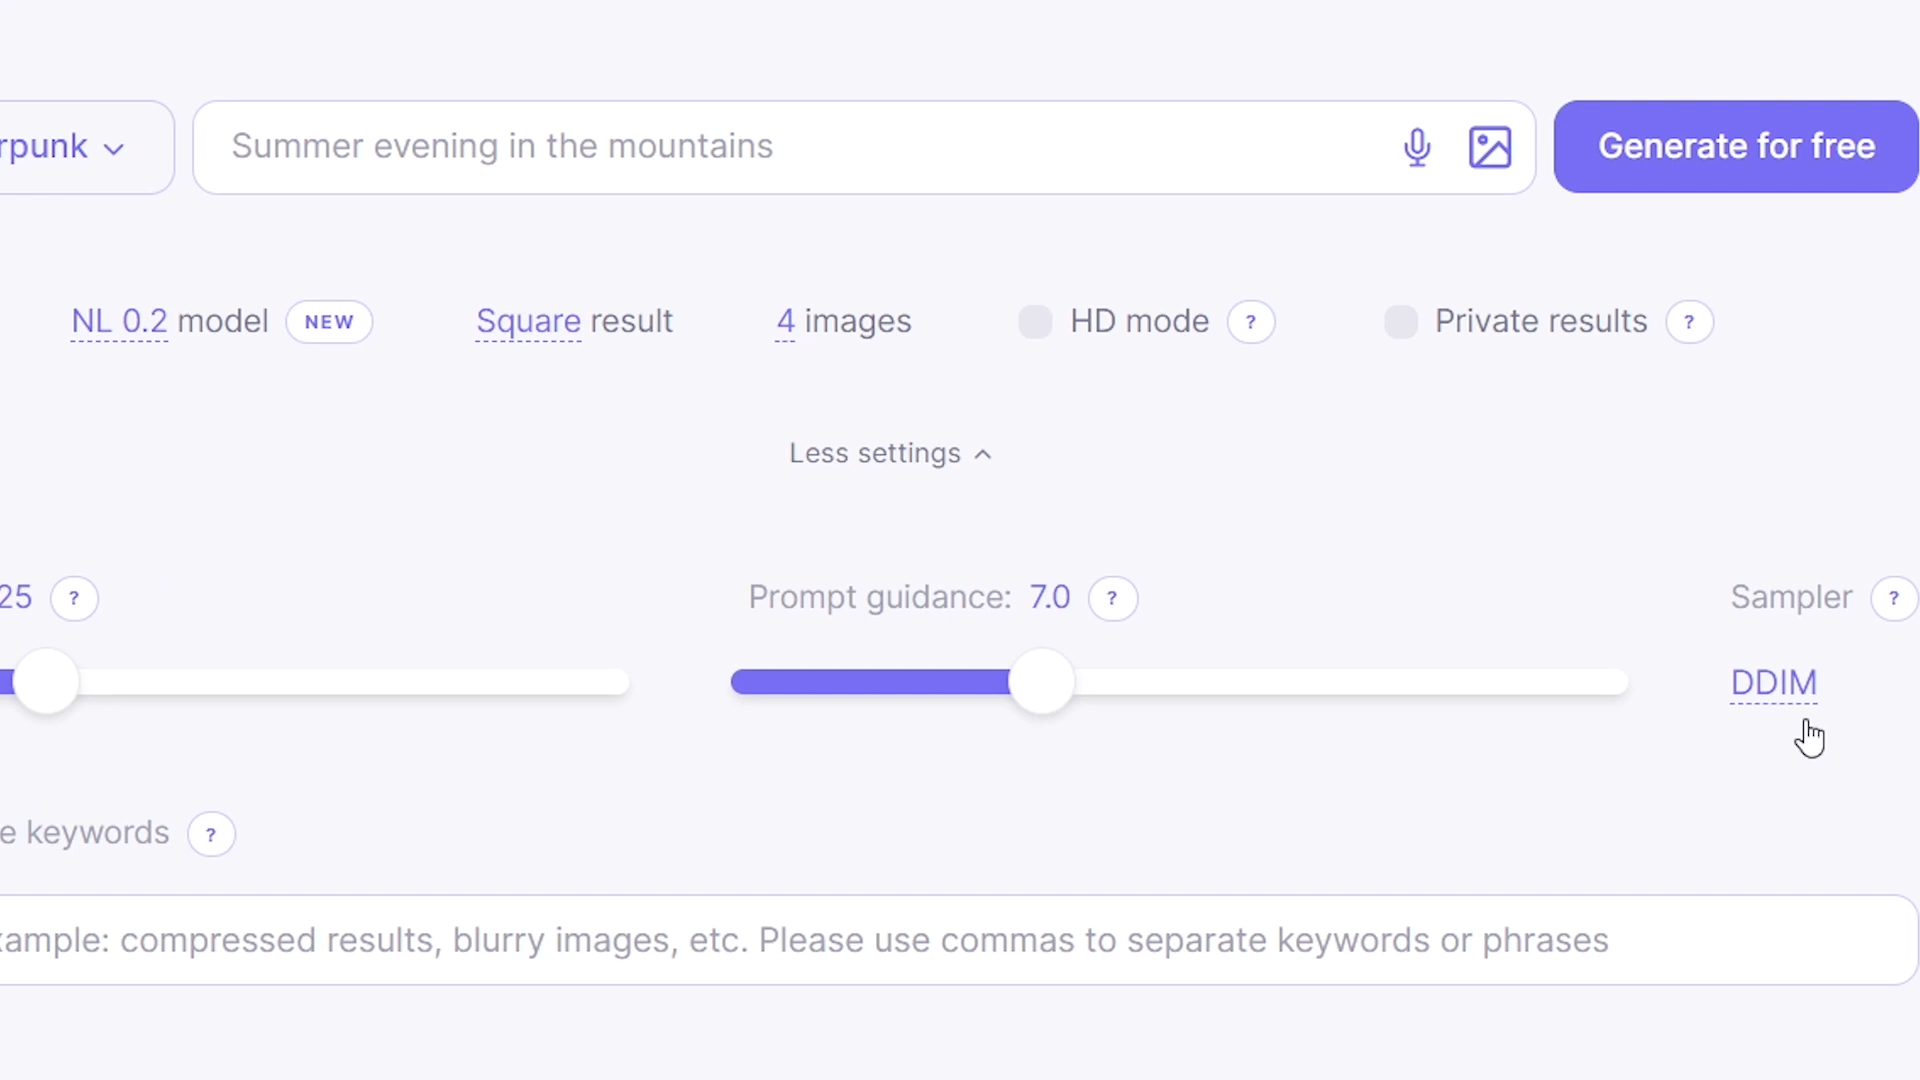 rpunk Summer evening in the mountains Generate for free
NL 0.2 model NEW Square result 4 images HD mode ? Private results ?
Less settings
25 ? Prompt guidance: 7.0 ? Sampler ?
DDIM
e keywords ?
xample: compressed results, blurry images, etc. Please use commas to separate keywords or phrases